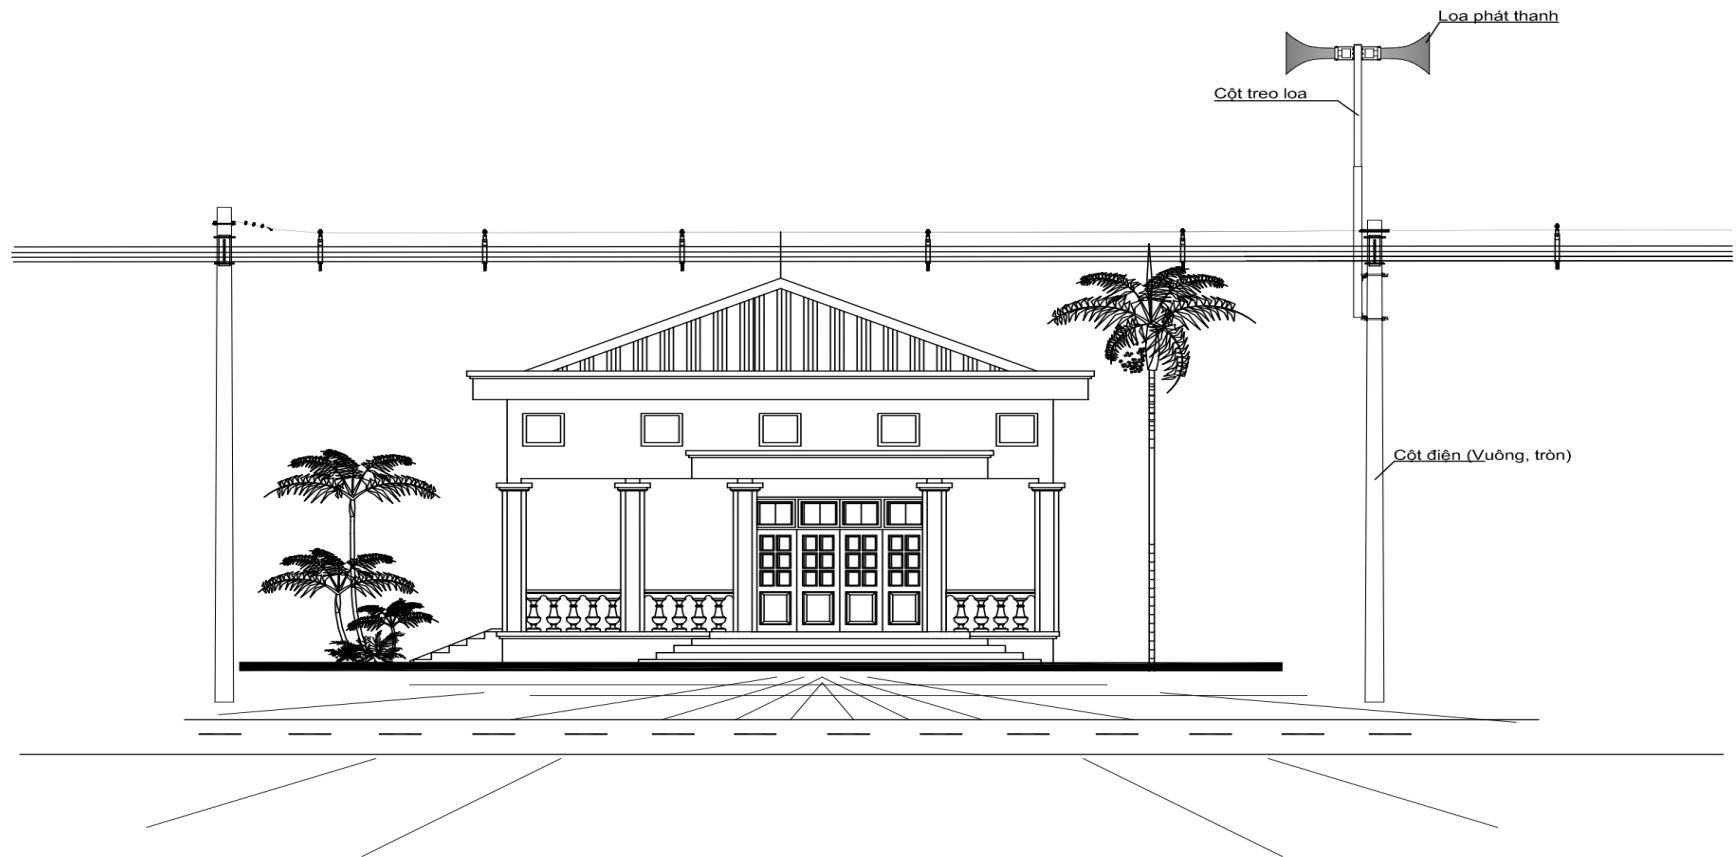 Loa phát thanh
Cột treo loa
Cột điện (Vuông, tròn)